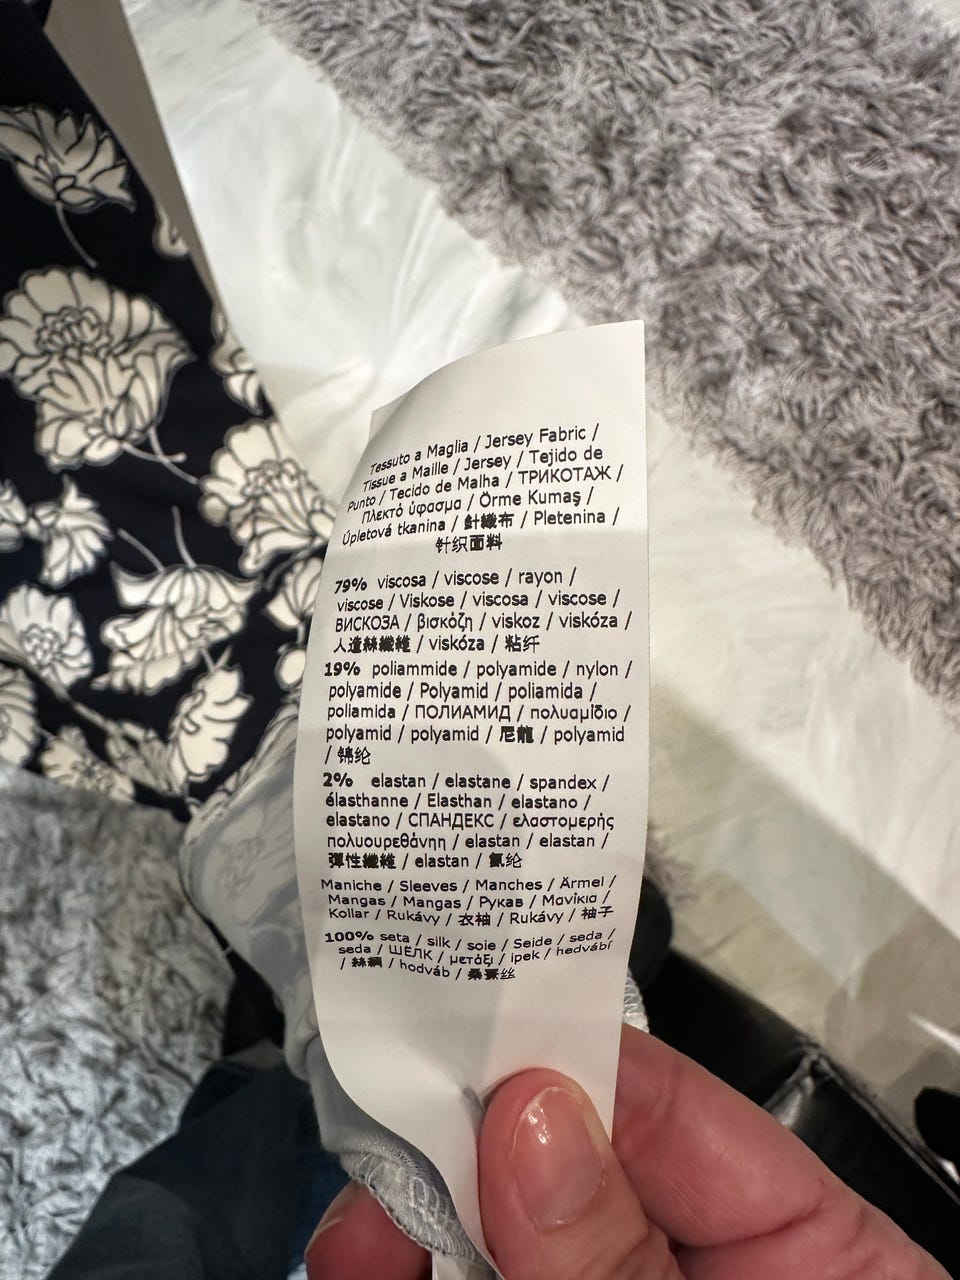 Tessuto a Maglia / Jersey Fabric /
Tissue a Maille / Jersey / Tejido de
Punto / Tecido de Malha / ТРИКОТАЖ /
Πλεκτό ύφασμα / Örme Kumaş /
Úpletová tkanina / 針織布 / Pletenina /
针织面料
79% viscosa / viscose / rayon /
viscose / Viskose / viscosa / viscose /
ВИСКОЗА / βισκόζη / viskoz / viskóza /
人造絲纖維 / viskóza / 粘纤
19% poliammide / polyamide / nylon /
polyamide / Polyamid / poliamida /
poliamida / ПОЛИАМИД / πολυαμίδιο /
polyamid / polyamid / 尼龍 / polyamid
/ 锦纶
2% elastan / elastane / spandex /
élasthanne / Elasthan / elastano /
elastano / СПАНДЕКС / ελαστομερής
πολυουρεθάνηη / elastan / elastan /
彈性纖維 / elastan / 氨纶
Maniche / Sleeves / Manches / Ärmel /
Mangas / Mangas / Рукав / Μανίκια /
Kollar / Rukávy / 衣袖 / Rukávy / 袖子
100% seta / silk / soie / Seide / seda /
seda / ШЕЛК / μετάξι / ipek / hedvábí
/ 絲綢 / hodváb / 桑蚕丝